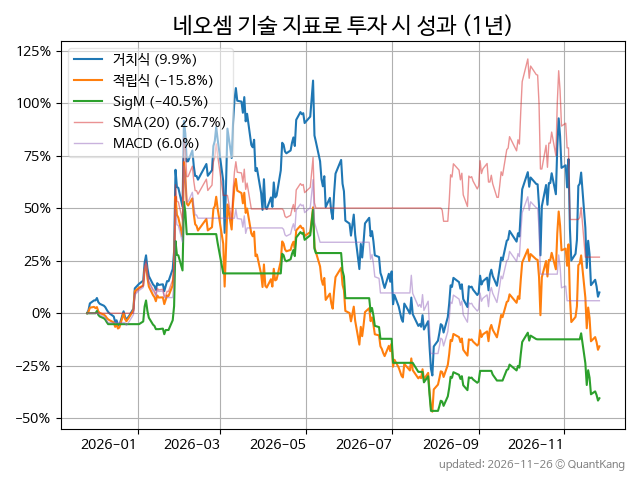 네오셈 기술 지표로 투자 시 성과 (1년)
125%
100%
75%
50%
25%
0%
−25%
−50%
거치식 (9.9%)
적립식 (−15.8%)
SigM (−40.5%)
SMA(20) (26.7%)
MACD (6.0%)
2026-01
2026-03
2026-05
2026-07
2026-09
2026-11
updated: 2026-11-26 © QuantKang